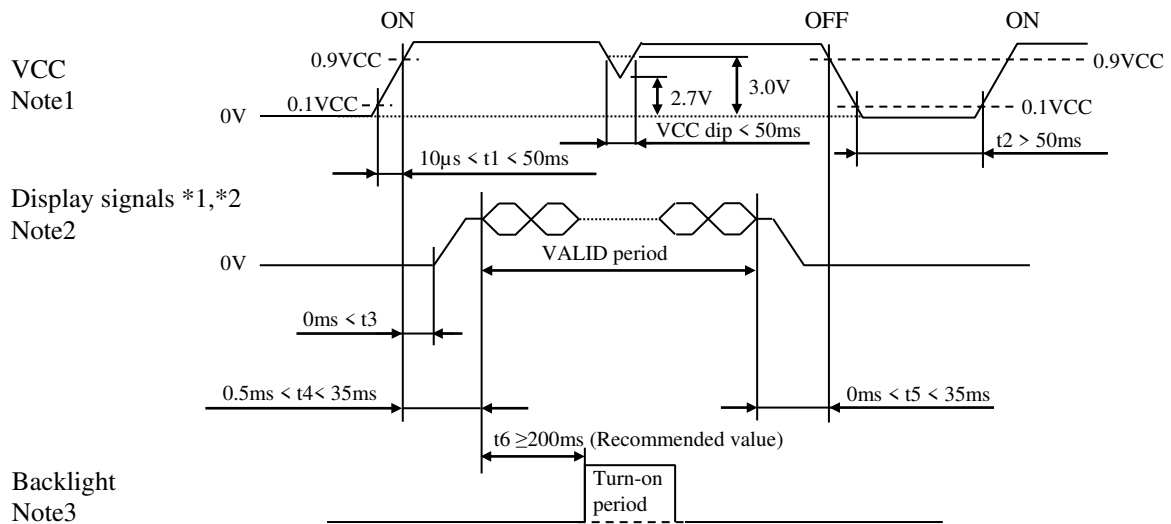 ON
OFF
ON
VCC
Note1
0.9VCC
0.9VCC
0.1VCC
0.1VCC
3.0V
2.7V
0V
VCC dip < 50ms
t2 > 50ms
10μs < t1 < 50ms
Display signals *1,*2
Note2
VALID period
0V
0ms < t3
0.5ms < t4< 35ms
0ms < t5 < 35ms
t6 ≥200ms (Recommended value)
Backlight
Note3
Turn-on
period